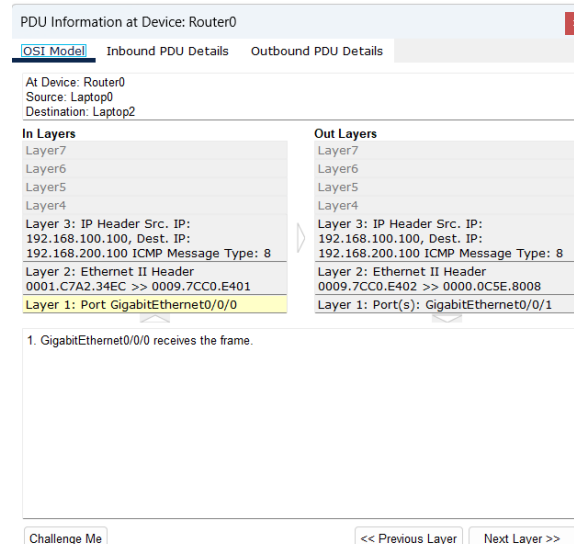 PDU Information at Device: Router0
OSI Model Inbound PDU Details Outbound PDU Details
At Device: Router0
Source: Laptop0
Destination: Laptop2
In Layers
Layer7
Layer6
Layer5
Layer4
Layer 3: IP Header Src. IP:
192.168.100.100, Dest. IP:
192.168.200.100 ICMP Message Type: 8
Layer 2: Ethernet II Header
0001.C7A2.34EC >> 0009.7CC0.E401
Layer 1: Port GigabitEthernet0/0/0
Out Layers
Layer7
Layer6
Layer5
Layer4
Layer 3: IP Header Src. IP:
192.168.100.100, Dest. IP:
192.168.200.100 ICMP Message Type: 8
Layer 2: Ethernet II Header
0009.7CC0.E402 >> 0000.0C5E.8008
Layer 1: Port(s): GigabitEthernet0/0/1
1. GigabitEthernet0/0/0 receives the frame.
Challenge Me
<< Previous Layer
Next Layer >>